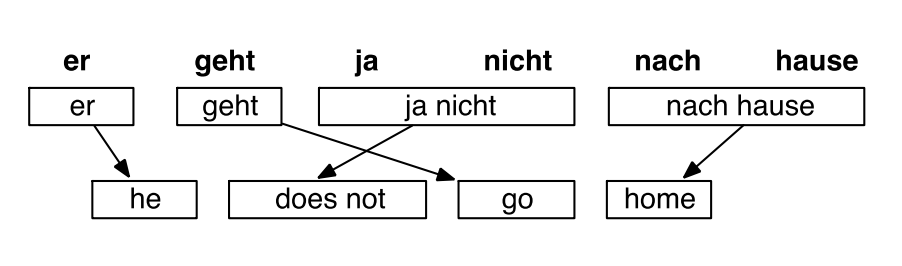 er geht ja nicht nach hause
er geht ja nicht nach hause
he does not go home